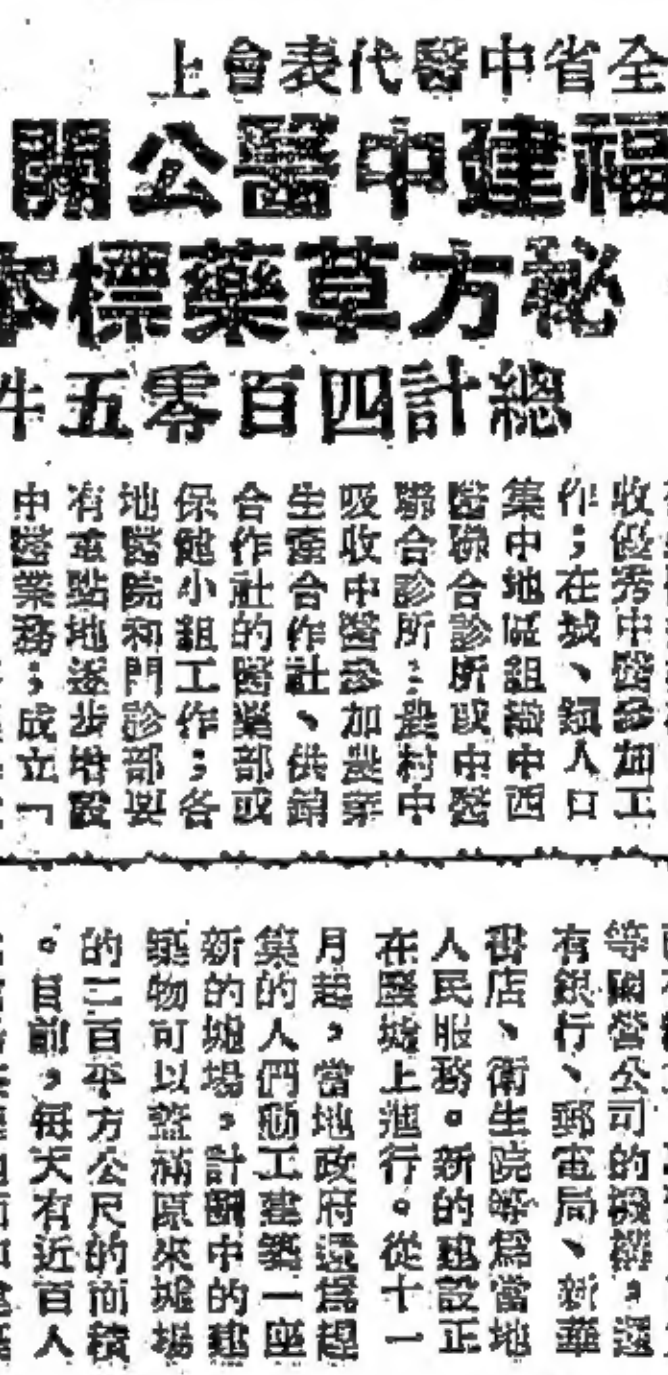 全省中醫代表會上
福建中醫公開
秘方草藥標本
總計四百零五件
收優秀中醫參加工
作；在城、鎮人口
集中地區組織中西
醫聯合診所或中醫
聯合診所；農村中
吸收中醫參加農業
生產合作社、供銷
合作社的醫藥部或
保健小組工作；各
地醫院和門診部要
有重點地逐步增設
中醫業務；成立「
等國營公司的機構。還
有銀行、郵電局、新華
書店、衛生院等爲當地
人民服務。新的建設正
在廢墟上進行。從十一
月起，當地政府還爲趕
集的人們動工建築一座
新的墟場。計劃中的建
築物可以蓋滿原來墟場
的二百平方公尺的面積
。目前，每天有近百人